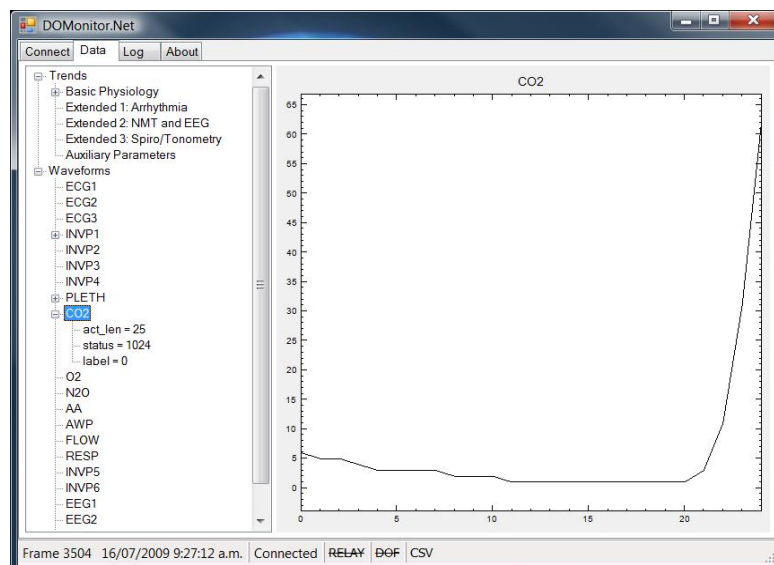 DOMonitor.Net
Connect Data Log About
Trends
Basic Physiology
Extended 1: Arrhythmia
Extended 2: NMT and EEG
Extended 3: Spiro/Tonometry
Auxiliary Parameters
Waveforms
ECG1
ECG2
ECG3
INVP1
INVP2
INVP3
INVP4
PLETH
CO2
act_len = 25
status = 1024
label = 0
O2
N2O
AA
AWP
FLOW
RESP
INVP5
INVP6
EEG1
EEG2
CO2
65
60
55
50
45
40
35
30
25
20
15
10
5
0
0 5 10 15 20
Frame 3504 16/07/2009 9:27:12 a.m. Connected RELAY DOF CSV